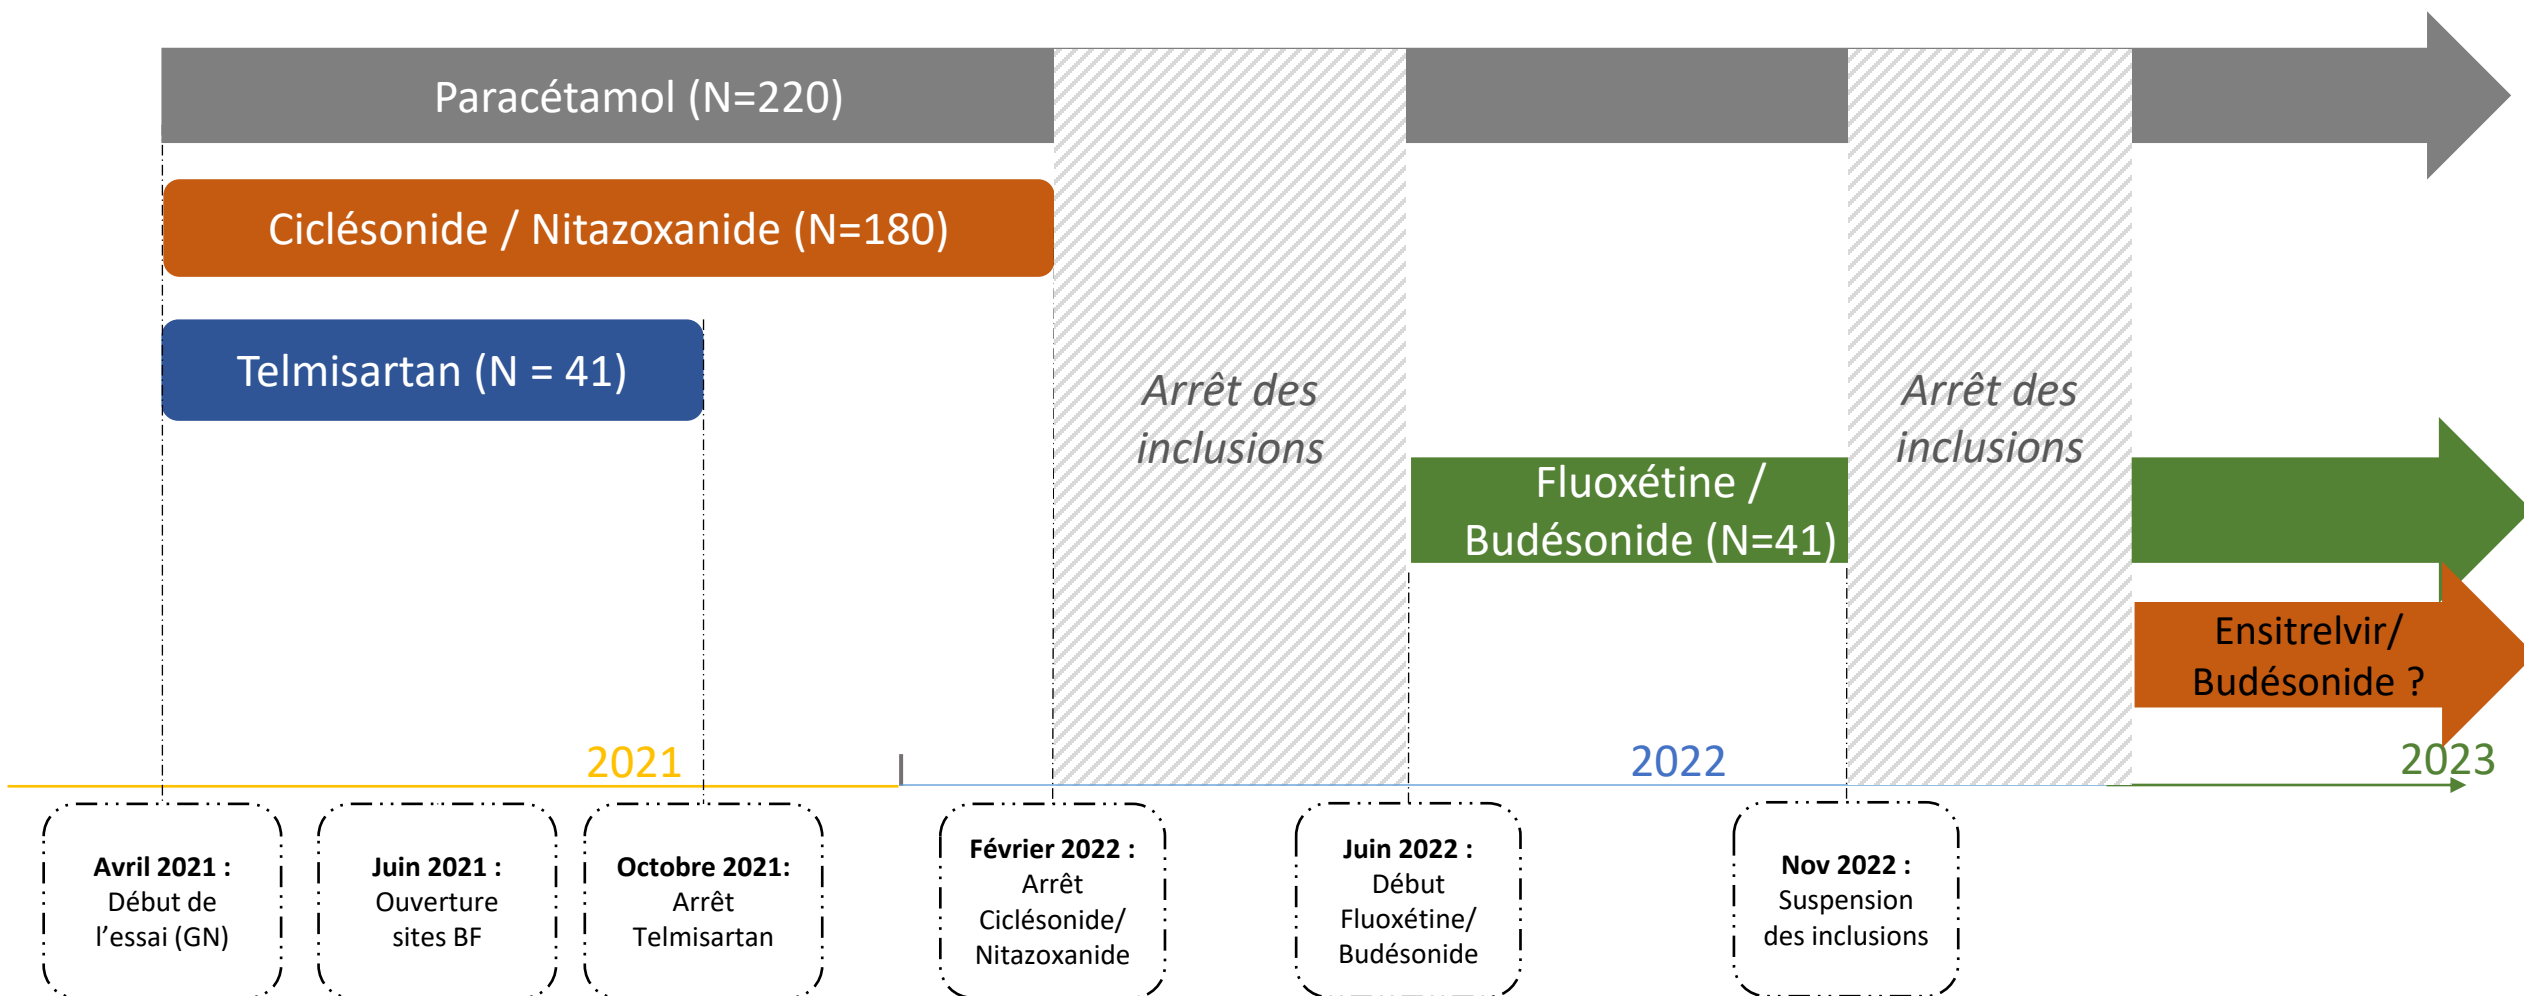 Paracétamol (N=220)
Ciclésonide / Nitazoxanide (N=180)
Telmisartan (N = 41)
Arrêt des
inclusions
Fluoxétine /
Budésonide (N=41)
Arrêt des
inclusions
Ensitrelvir/
Budésonide ?
2021
2022
2023
Avril 2021 :
Début de
l’essai (GN)
Juin 2021 :
Ouverture
sites BF
Octobre 2021:
Arrêt
Telmisartan
Février 2022 :
Arrêt
Ciclésonide/
Nitazoxanide
Juin 2022 :
Début
Fluoxétine/
Budésonide
Nov 2022 :
Suspension
des inclusions